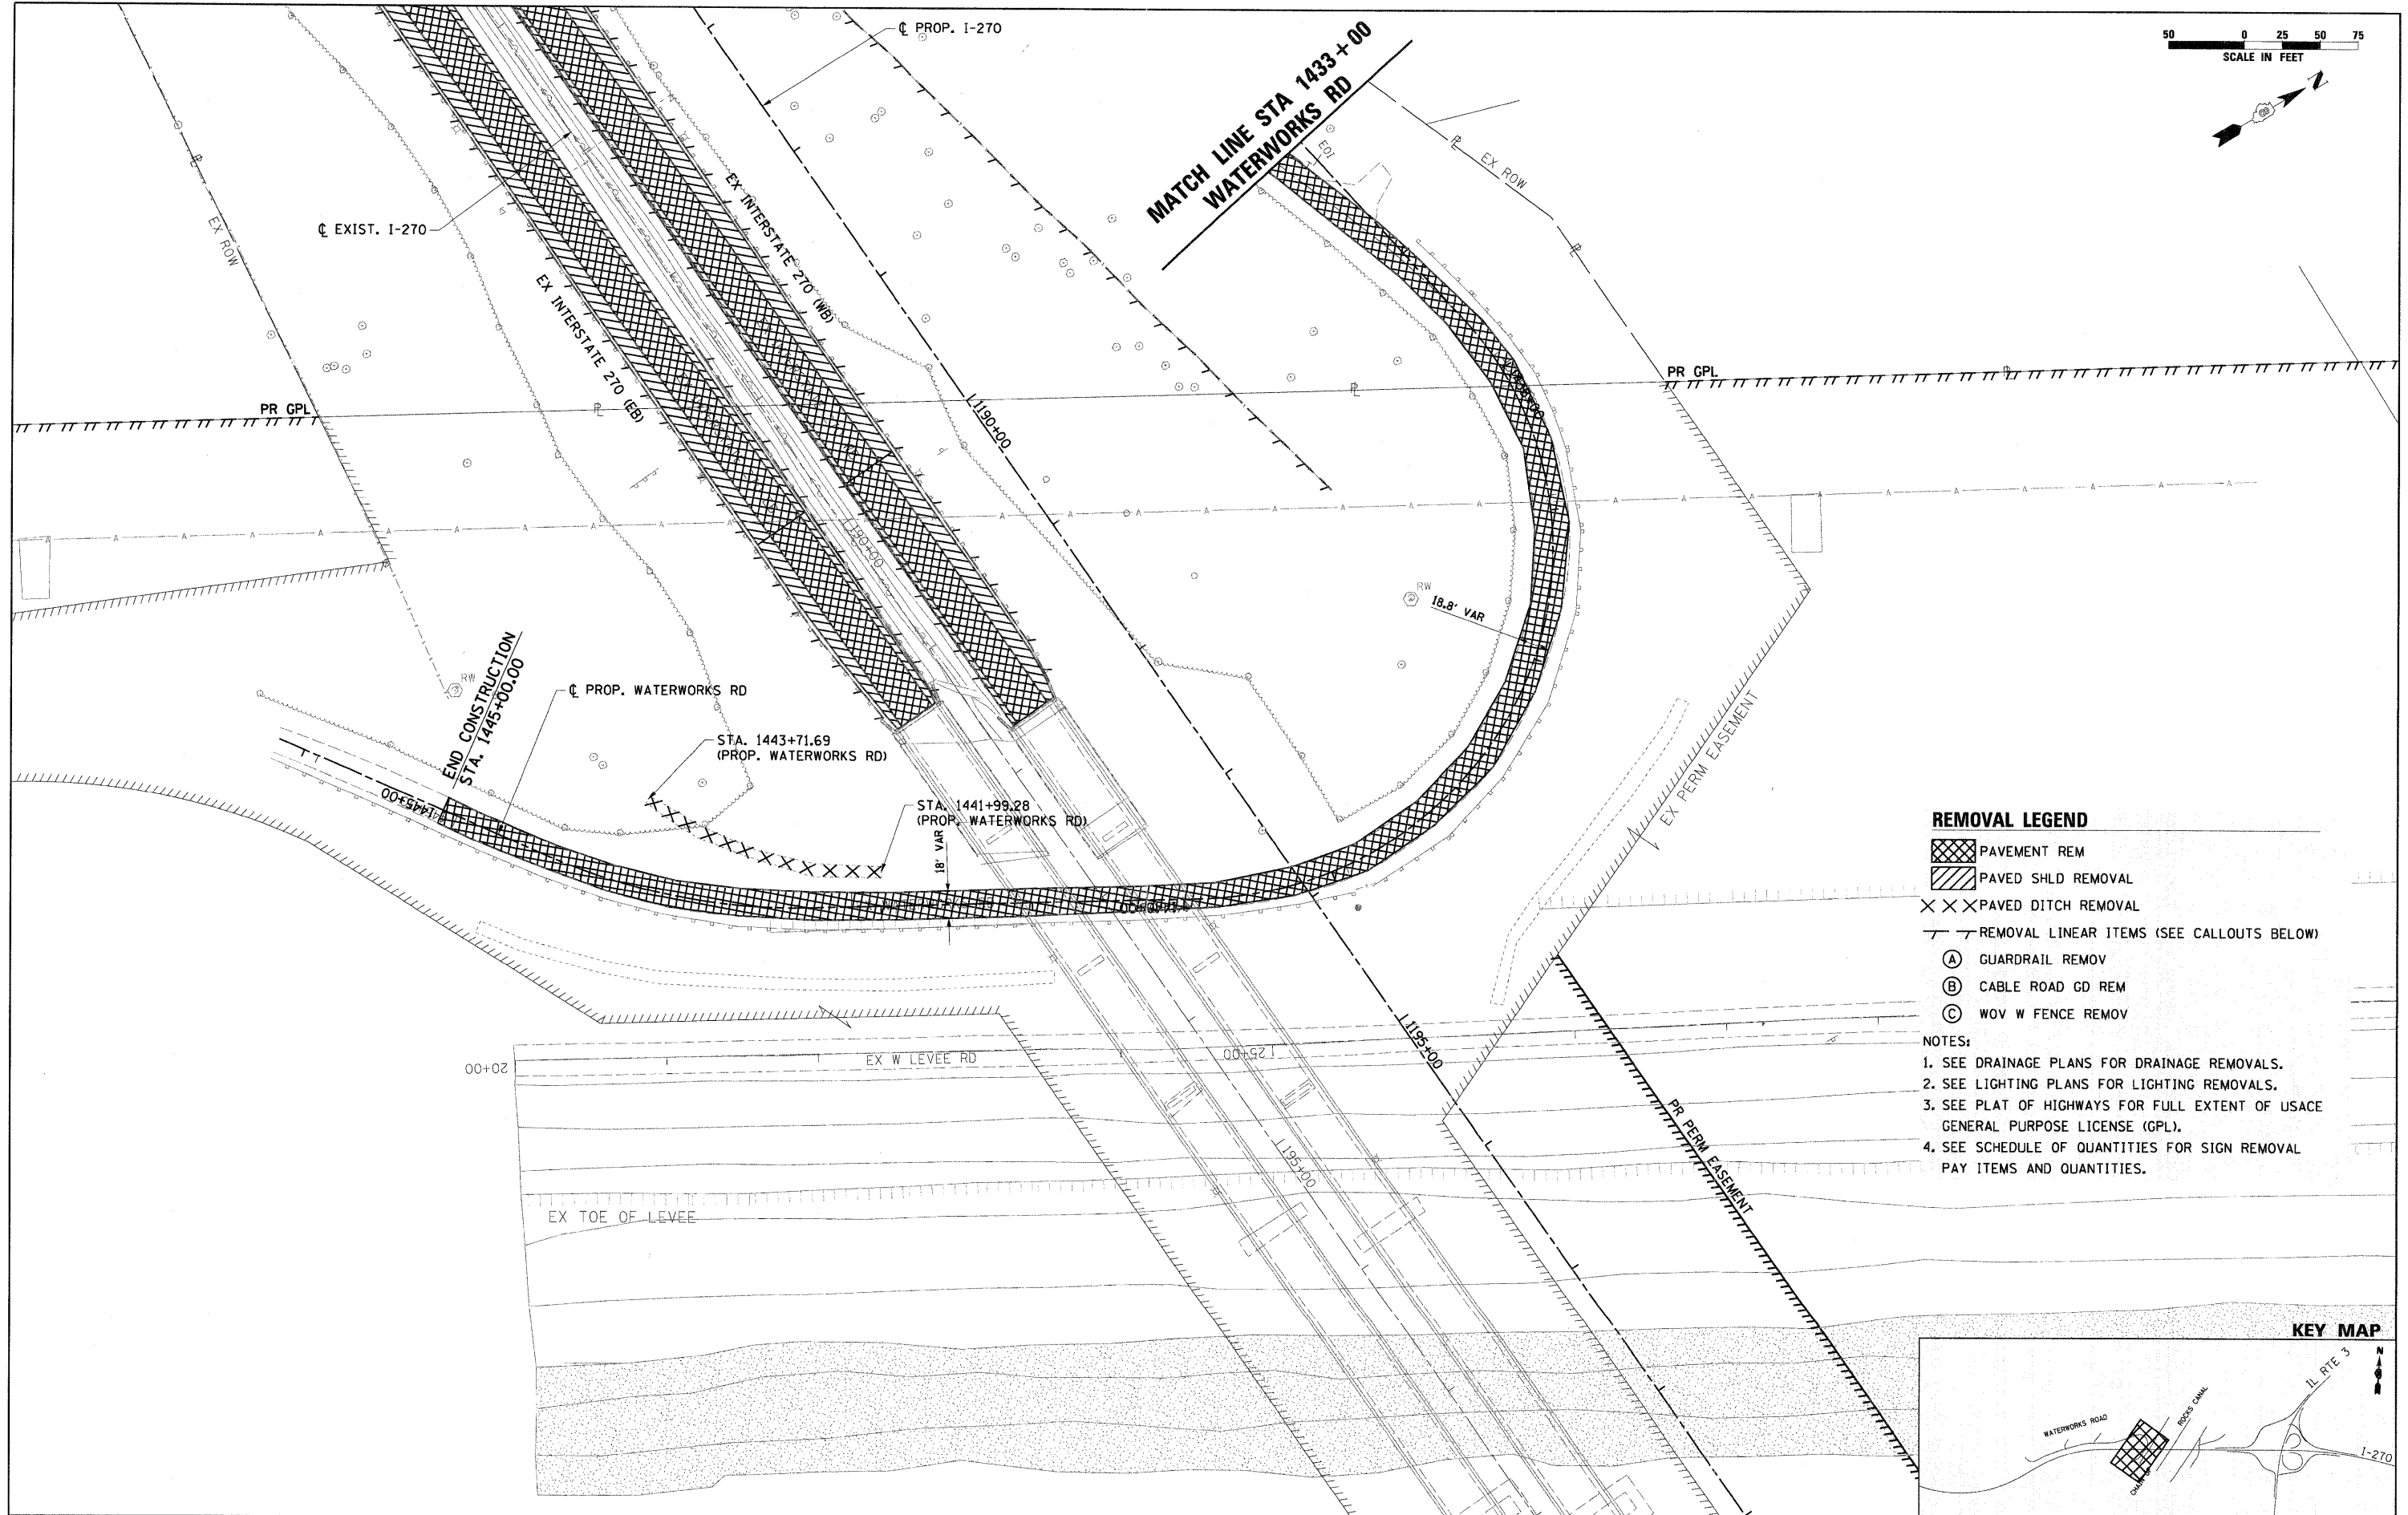 ℄ PROP. I-270
MATCH LINE STA 1433+00
WATERWORKS RD
50 0 25 50 75
SCALE IN FEET
N
EOI
EX ROW
EX ROW
℄ EXIST. I-270
EX INTERSTATE 270 (WB)
EX INTERSTATE 270 (EB)
PR GPL
PR GPL
1190+00
190+00
RW
18.8' VAR
RW
END CONSTRUCTION
STA. 1445+00.00
℄ PROP. WATERWORKS RD
STA. 1443+71.69
(PROP. WATERWORKS RD)
STA. 1441+99.28
(PROP. WATERWORKS RD)
18' VAR
1445+00
EX PERM EASEMENT
1195+00
195+00
PR PERM EASEMENT
20+00
EX W LEVEE RD
25+00
EX TOE OF LEVEE
REMOVAL LEGEND
PAVEMENT REM
PAVED SHLD REMOVAL
X X X PAVED DITCH REMOVAL
REMOVAL LINEAR ITEMS (SEE CALLOUTS BELOW)
A GUARDRAIL REMOV
B CABLE ROAD GD REM
C WOV W FENCE REMOV
NOTES:
1. SEE DRAINAGE PLANS FOR DRAINAGE REMOVALS.
2. SEE LIGHTING PLANS FOR LIGHTING REMOVALS.
3. SEE PLAT OF HIGHWAYS FOR FULL EXTENT OF USACE
GENERAL PURPOSE LICENSE (GPL).
4. SEE SCHEDULE OF QUANTITIES FOR SIGN REMOVAL
PAY ITEMS AND QUANTITIES.
KEY MAP
N
IL RTE 3
WATERWORKS ROAD
ROCKS CANAL
I-270